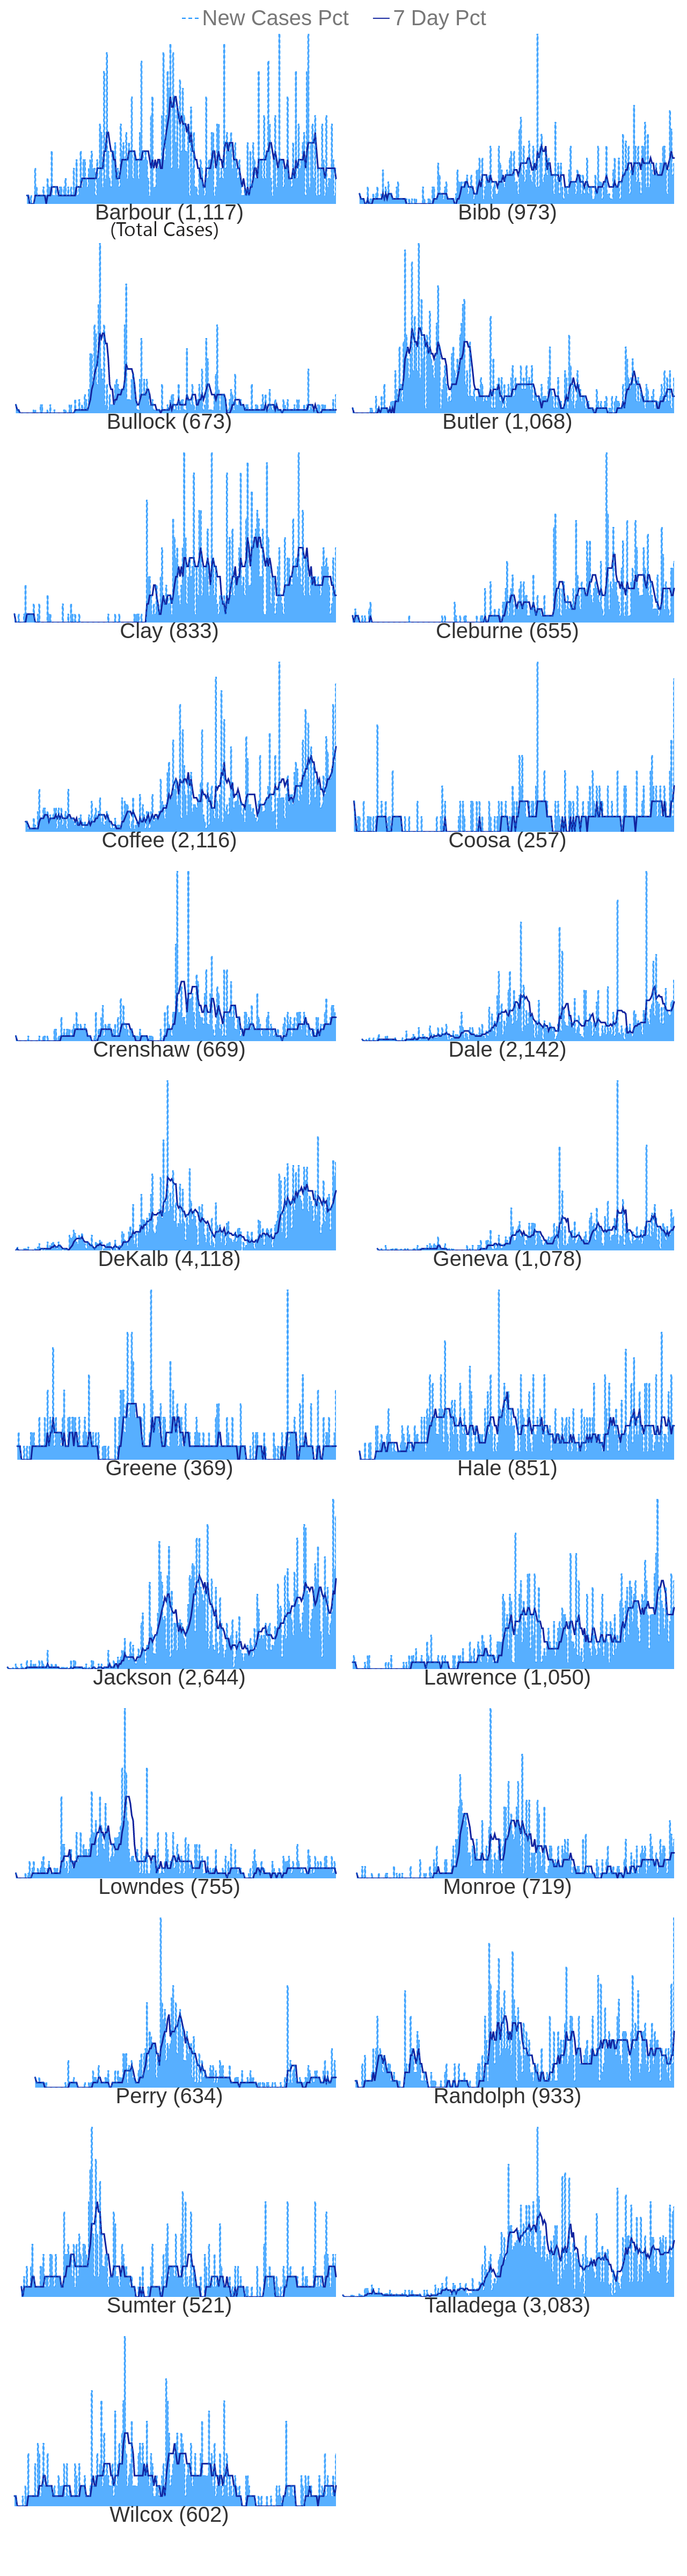 New Cases Pct 7 Day Pct
Barbour (1,117) Bibb (973)
(Total Cases)
Bullock (673) Butler (1,068)
Clay (833) Cleburne (655)
Coffee (2,116) Coosa (257)
Crenshaw (669) Dale (2,142)
DeKalb (4,118) Geneva (1,078)
Greene (369) Hale (851)
Jackson (2,644) Lawrence (1,050)
Lowndes (755) Monroe (719)
Perry (634) Randolph (933)
Sumter (521) Talladega (3,083)
Wilcox (602)